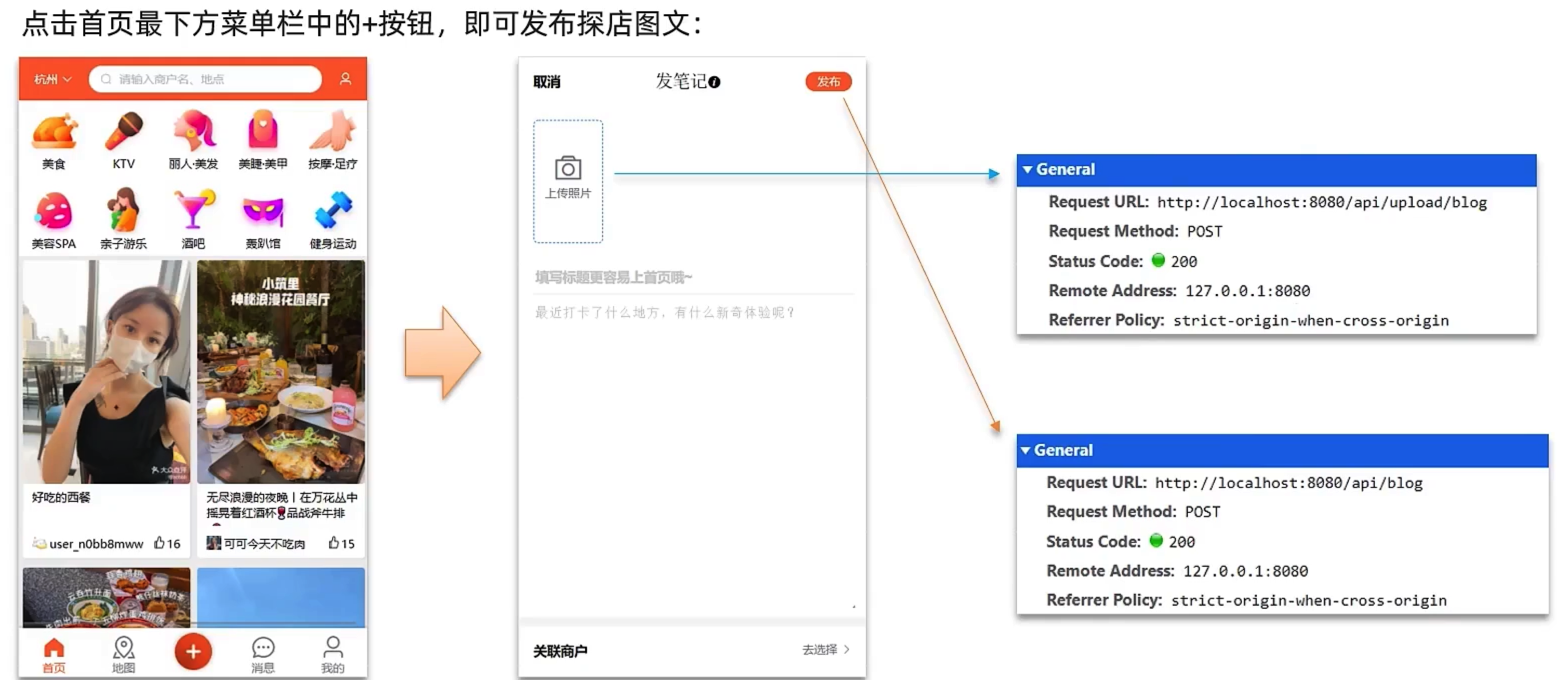 点击首页最下方菜单栏中的+按钮，即可发布探店图文：
杭州
请输入商户名、地点
美食
KTV
丽人·美发
美睫·美甲
按摩·足疗
美容SPA
亲子游乐
酒吧
轰趴馆
健身运动
大众点评
小筑里
神秘浪漫花园餐厅
好吃的西餐
user_n0bb8mww
16
无尽浪漫的夜晚丨在万花丛中
摇晃着红酒杯🍷品战斧牛排
可可今天不吃肉
15
首页
地图
+
消息
我的
取消
发笔记
发布
上传照片
填写标题更容易上首页哦~
最近打卡了什么地方，有什么新奇体验呢？
关联商户
去选择
General
Request URL: http://localhost:8080/api/upload/blog
Request Method: POST
Status Code: 200
Remote Address: 127.0.0.1:8080
Referrer Policy: strict-origin-when-cross-origin
General
Request URL: http://localhost:8080/api/blog
Request Method: POST
Status Code: 200
Remote Address: 127.0.0.1:8080
Referrer Policy: strict-origin-when-cross-origin